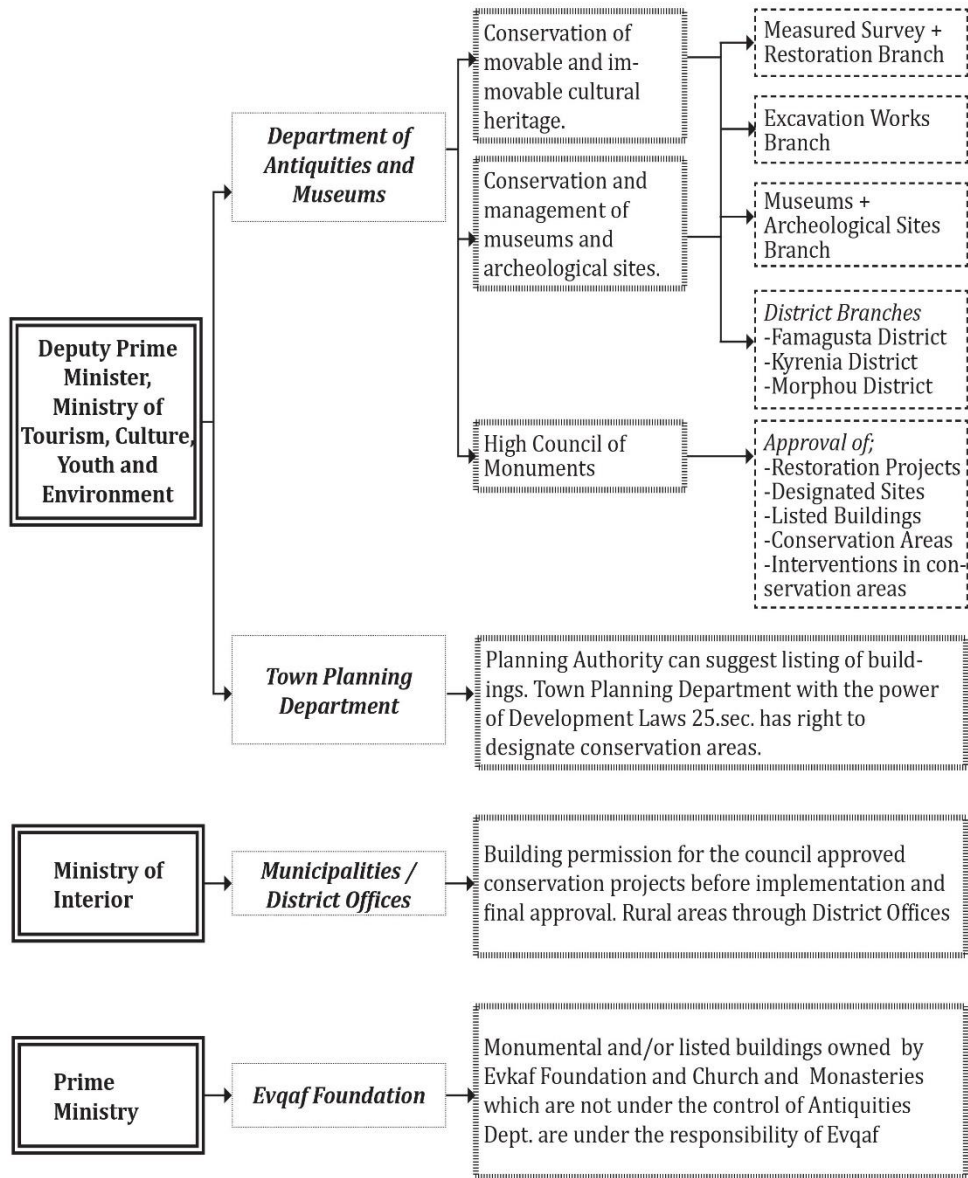 Deputy Prime
Minister,
Ministry of
Tourism, Culture,
Youth and
Environment
Department of
Antiquities and
Museums
Conservation of
movable and im-
movable cultural
heritage.
Conservation and
management of
museums and
archeological sites.
Measured Survey +
Restoration Branch
Excavation Works
Branch
Museums +
Archeological Sites
Branch
District Branches
-Famagusta District
-Kyrenia District
-Morphou District
High Council of
Monuments
Approval of;
-Restoration Projects
-Designated Sites
-Listed Buildings
-Conservation Areas
-Interventions in con-
servation areas
Town Planning
Department
Planning Authority can suggest listing of build-
ings. Town Planning Department with the power
of Development Laws 25.sec. has right to
designate conservation areas.
Ministry of
Interior
Municipalities /
District Offices
Building permission for the council approved
conservation projects before implementation and
final approval. Rural areas through District Offices
Prime
Ministry
Evqaf Foundation
Monumental and/or listed buildings owned by
Evkaf Foundation and Church and Monasteries
which are not under the control of Antiquities
Dept. are under the responsibility of Evqaf